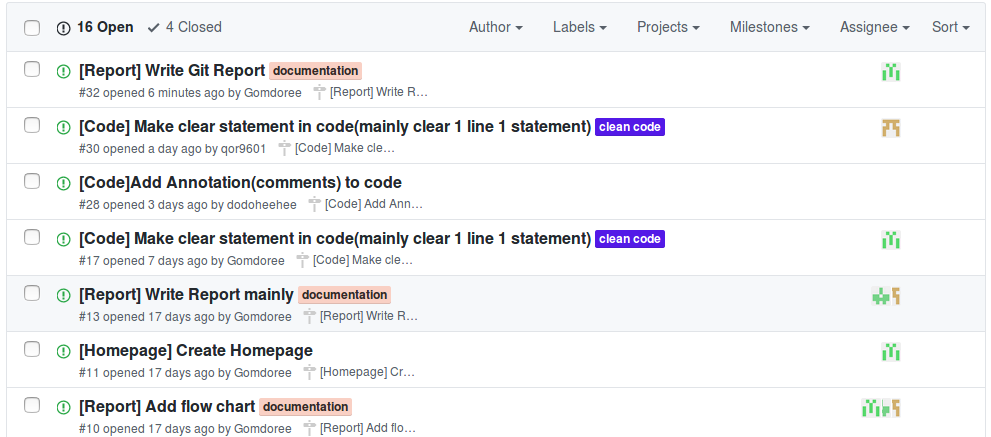 16 Open 4 Closed Author Labels Projects Milestones Assignee Sort
[Report] Write Git Report documentation
#32 opened 6 minutes ago by Gomdoree [Report] Write R…
[Code] Make clear statement in code(mainly clear 1 line 1 statement) clean code
#30 opened a day ago by qor9601 [Code] Make cle…
[Code]Add Annotation(comments) to code
#28 opened 3 days ago by dodoheehee [Code] Add Ann…
[Code] Make clear statement in code(mainly clear 1 line 1 statement) clean code
#17 opened 7 days ago by Gomdoree [Code] Make cle…
[Report] Write Report mainly documentation
#13 opened 17 days ago by Gomdoree [Report] Write R…
[Homepage] Create Homepage
#11 opened 17 days ago by Gomdoree [Homepage] Cr…
[Report] Add flow chart documentation
#10 opened 17 days ago by Gomdoree [Report] Add flo…